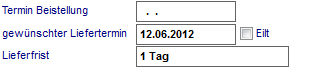 Termin Beistellung . .
gewünschter Liefertermin 12.06.2012 Eilt
Lieferfrist 1 Tag